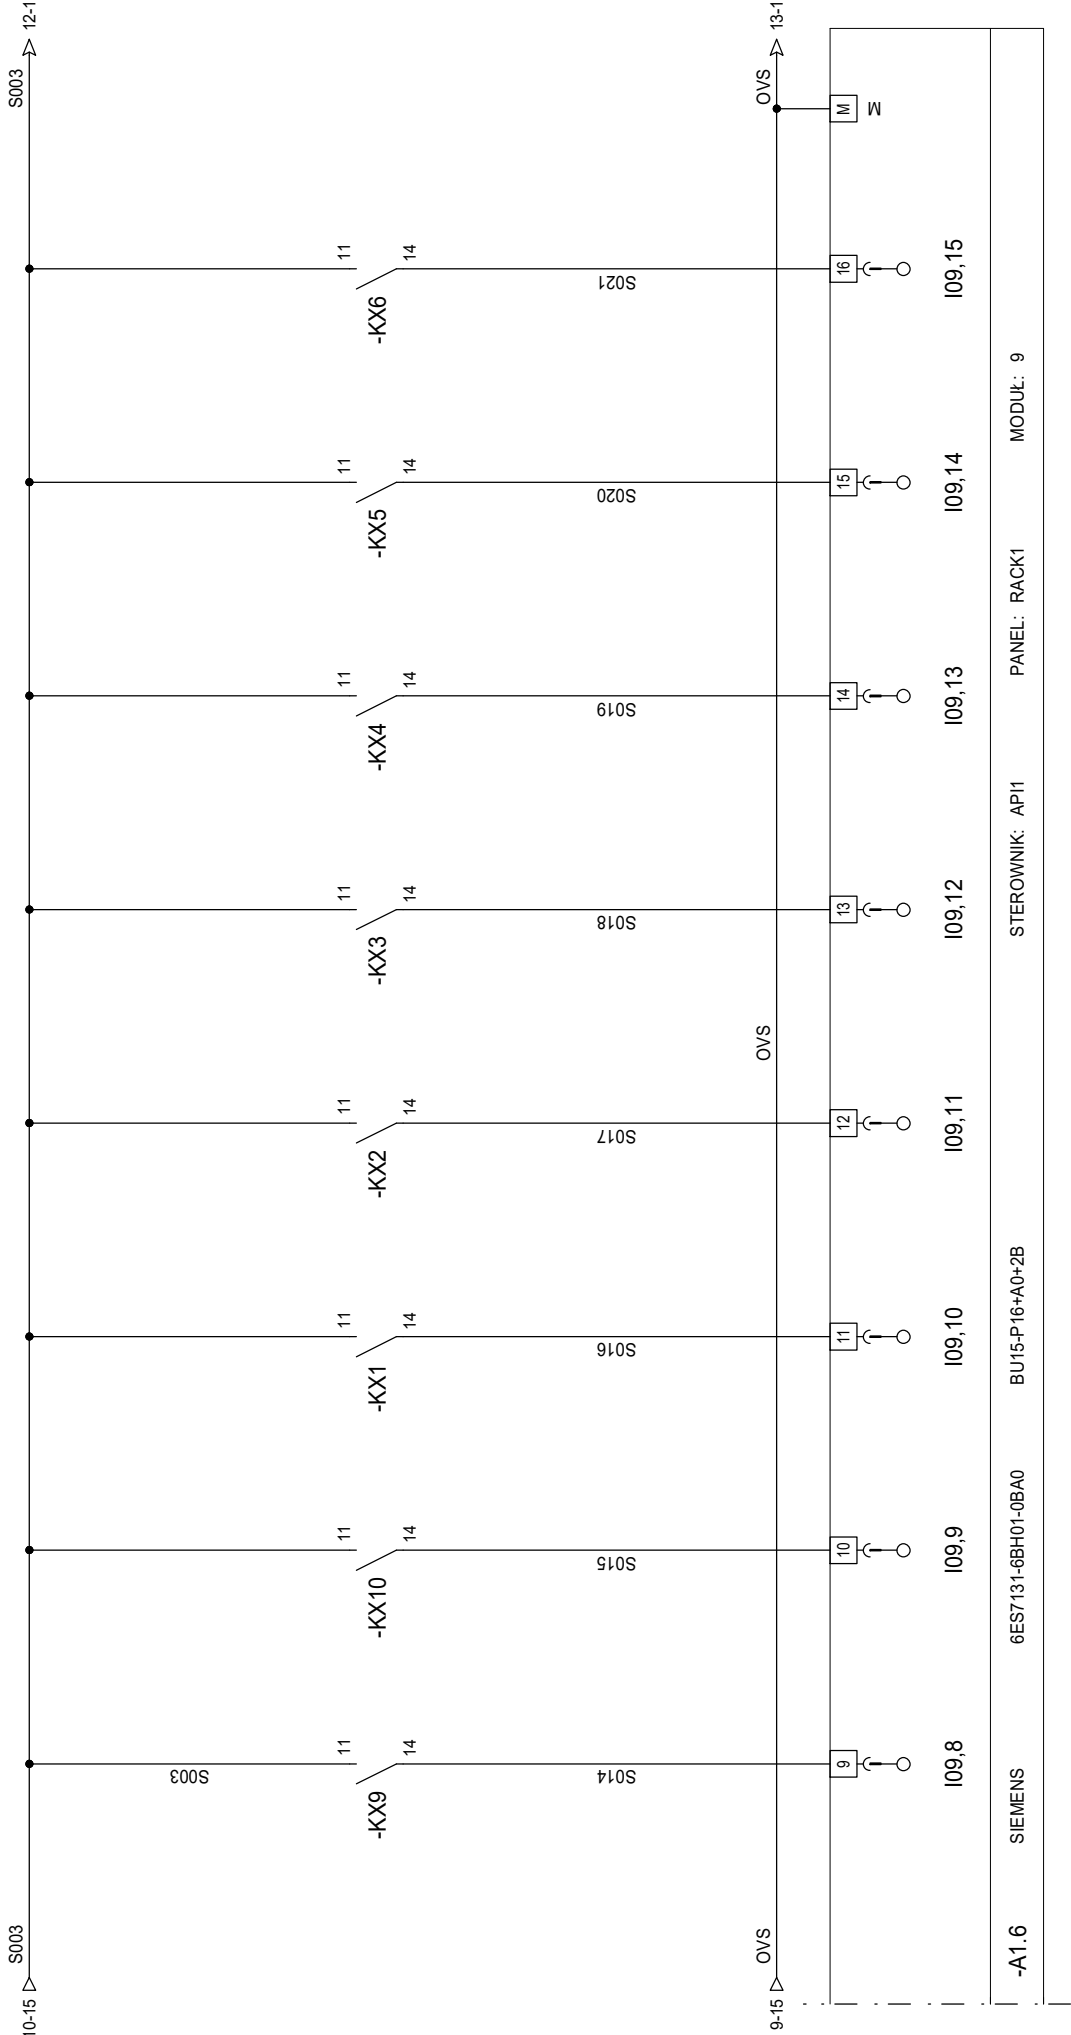 10-15
S003
S003
12-1
S003
11
11
11
11
11
11
11
11
-KX9
-KX10
-KX1
-KX2
-KX3
-KX4
-KX5
-KX6
14
14
14
14
14
14
14
14
S014
S015
S016
S017
S018
S019
S020
S021
9-15
OVS
OVS
OVS
13-1
9
10
11
12
13
14
15
16
M
M
I09,8
I09,9
I09,10
I09,11
I09,12
I09,13
I09,14
I09,15
-A1.6
SIEMENS
6ES7131-6BH01-0BA0
BU15-P16+A0+2B
STEROWNIK: API1
PANEL: RACK1
MODUŁ: 9